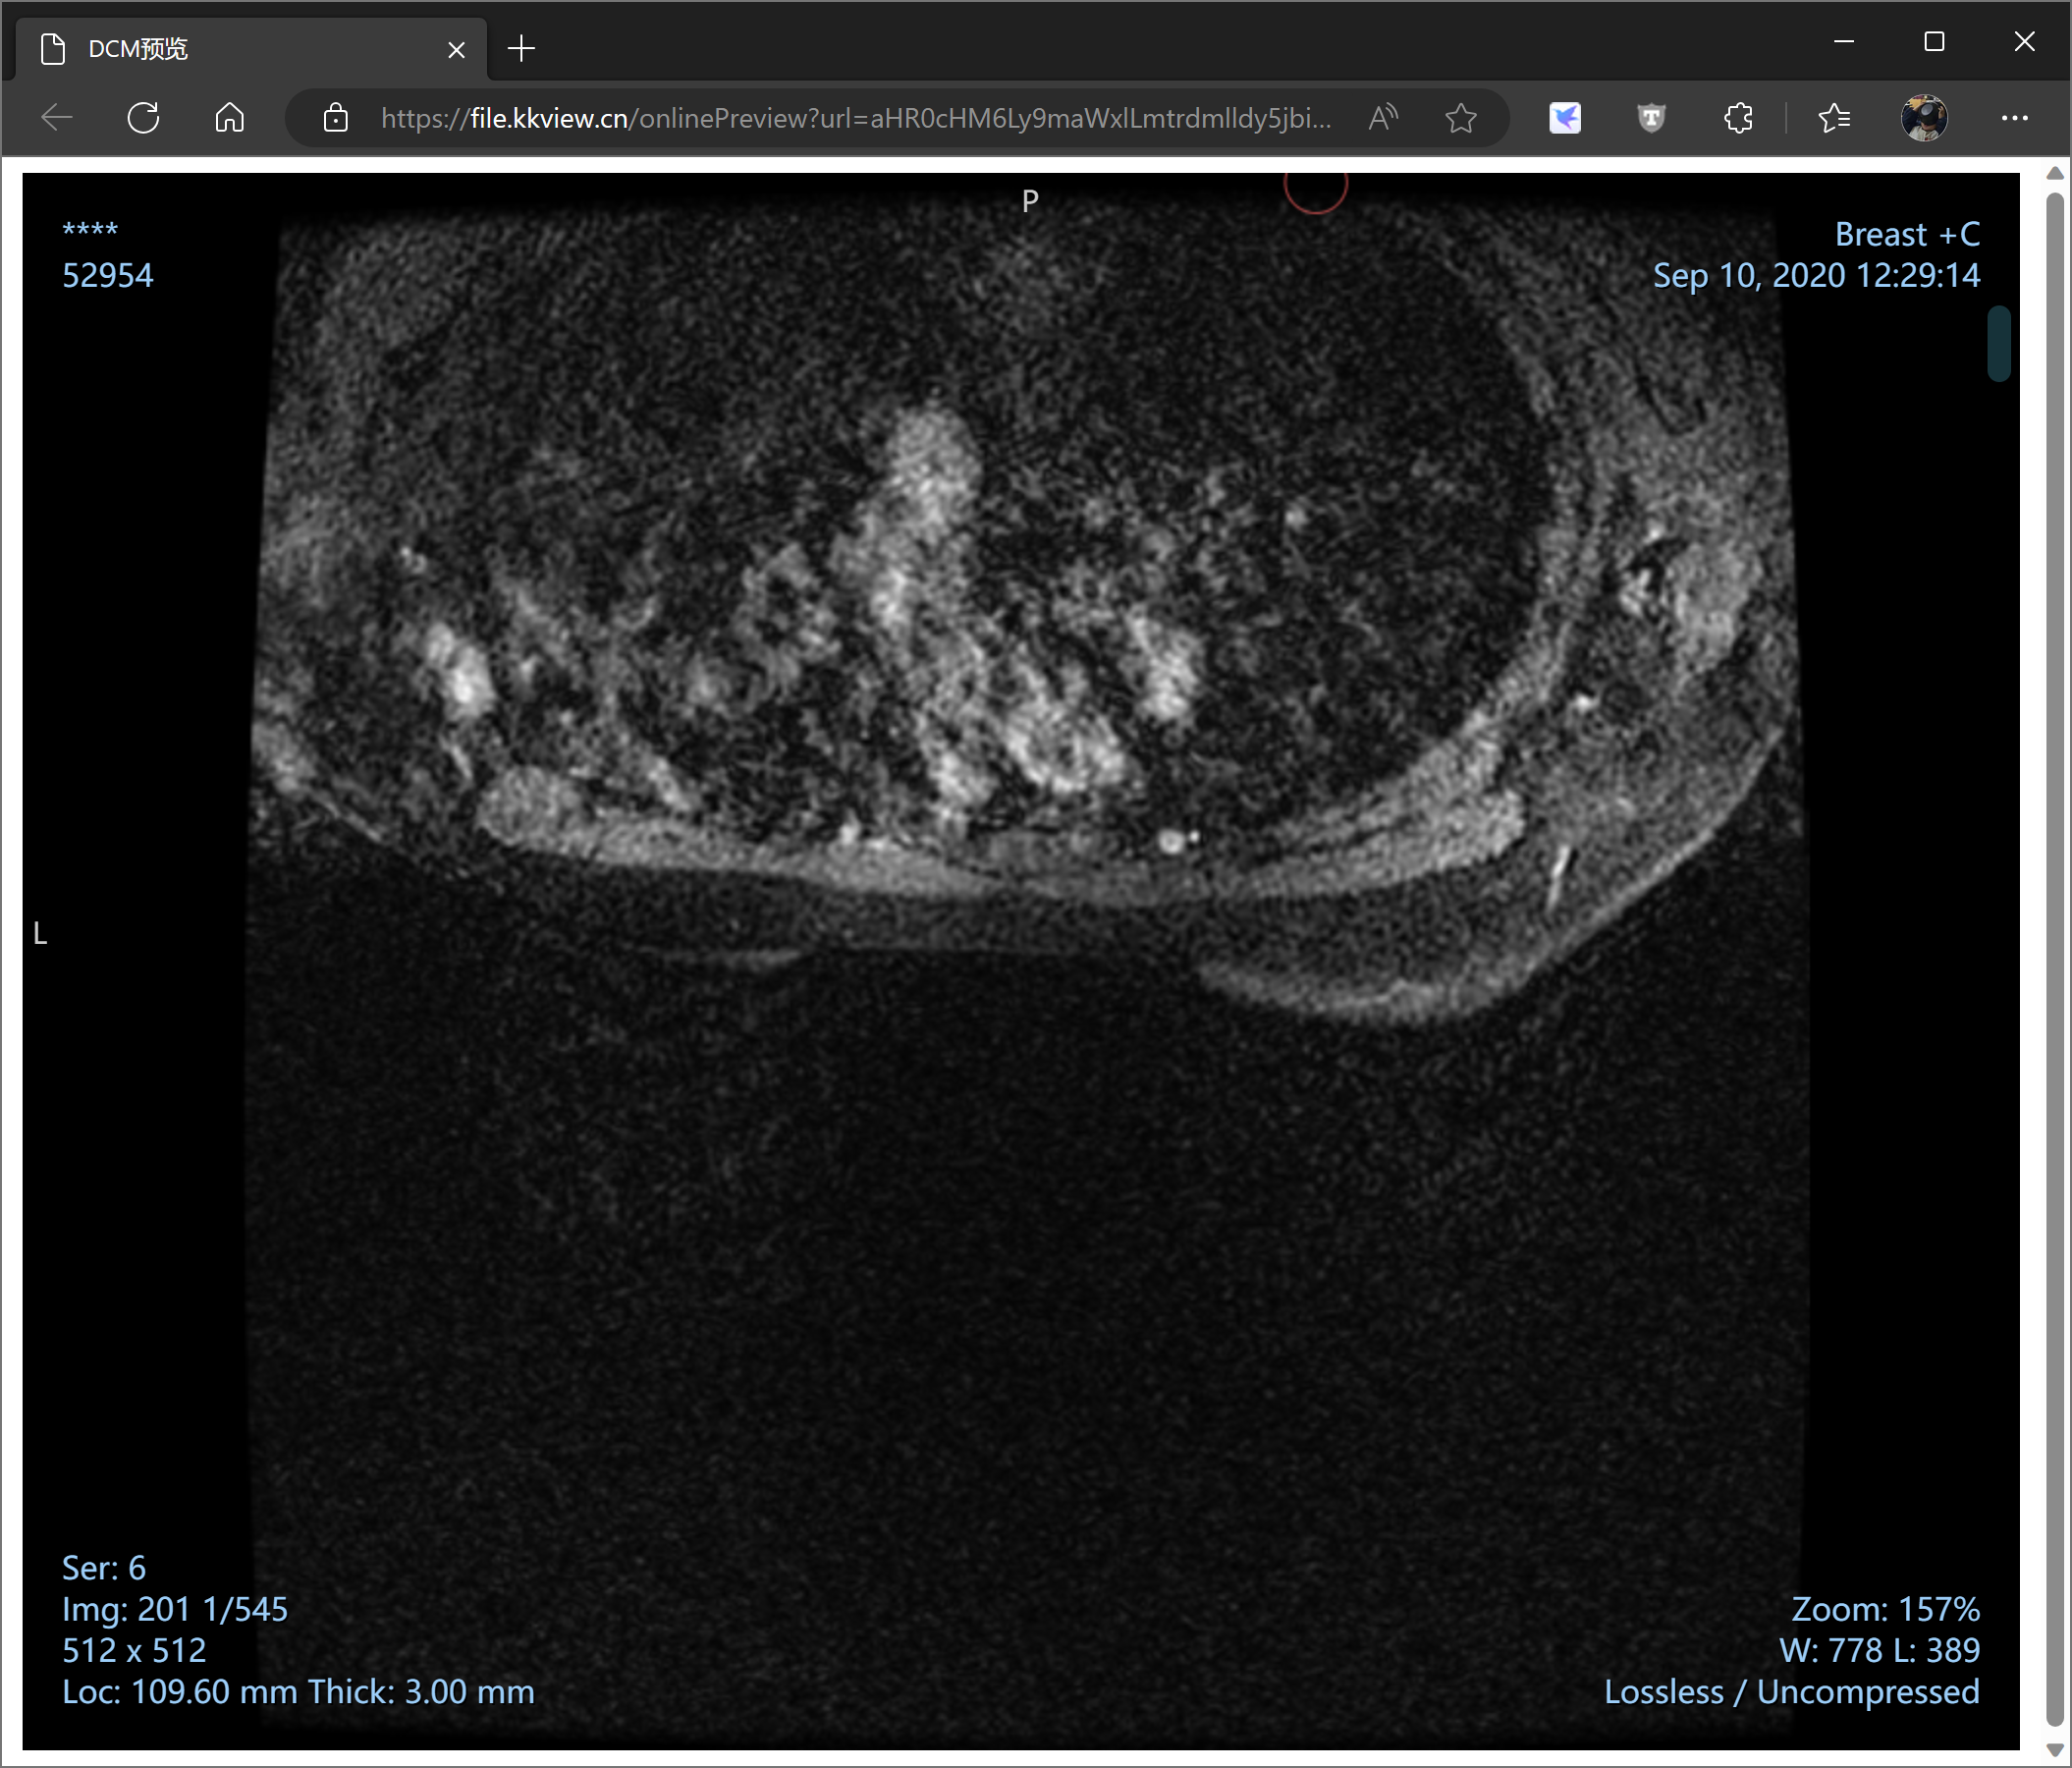 DCM预览
https://file.kkview.cn/onlinePreview?url=aHR0cHM6Ly9maWxlLmtrdmlldy5jbi...
P
****
52954
Breast +C
Sep 10, 2020 12:29:14
L
Ser: 6
Img: 201 1/545
512 x 512
Loc: 109.60 mm Thick: 3.00 mm
Zoom: 157%
W: 778 L: 389
Lossless / Uncompressed